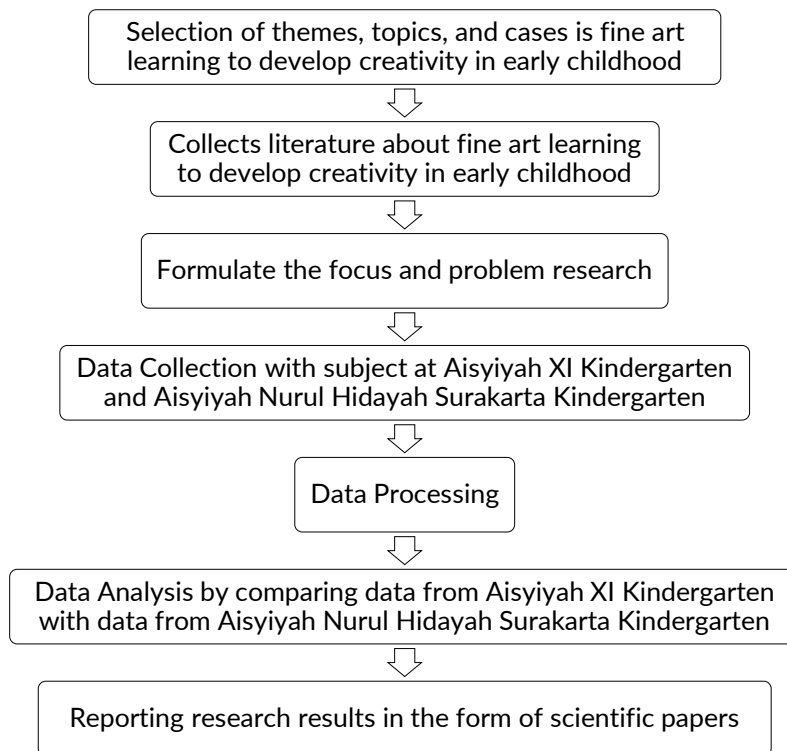 Selection of themes, topics, and cases is fine art
learning to develop creativity in early childhood
Collects literature about fine art learning
to develop creativity in early childhood
Formulate the focus and problem research
Data Collection with subject at Aisyiyah XI Kindergarten
and Aisyiyah Nurul Hidayah Surakarta Kindergarten
Data Processing
Data Analysis by comparing data from Aisyiyah XI Kindergarten
with data from Aisyiyah Nurul Hidayah Surakarta Kindergarten
Reporting research results in the form of scientific papers